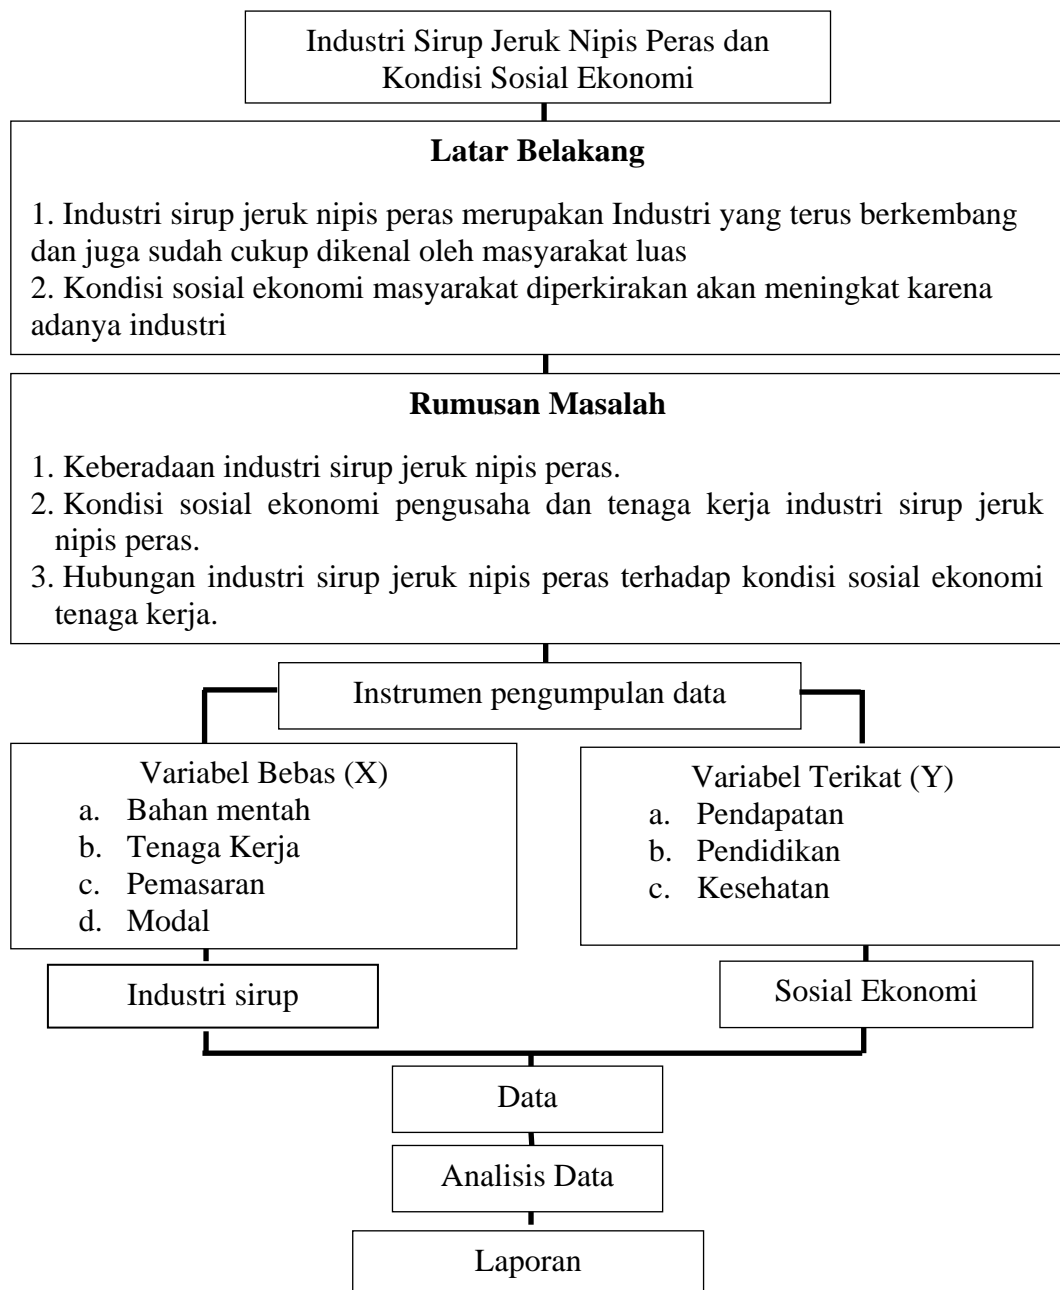 Industri Sirup Jeruk Nipis Peras dan
Kondisi Sosial Ekonomi
Latar Belakang
1. Industri sirup jeruk nipis peras merupakan Industri yang terus berkembang
dan juga sudah cukup dikenal oleh masyarakat luas
2. Kondisi sosial ekonomi masyarakat diperkirakan akan meningkat karena
adanya industri
Rumusan Masalah
1. Keberadaan industri sirup jeruk nipis peras.
2. Kondisi sosial ekonomi pengusaha dan tenaga kerja industri sirup jeruk
nipis peras.
3. Hubungan industri sirup jeruk nipis peras terhadap kondisi sosial ekonomi
tenaga kerja.
Instrumen pengumpulan data
Variabel Bebas (X)
a. Bahan mentah
b. Tenaga Kerja
c. Pemasaran
d. Modal
Variabel Terikat (Y)
a. Pendapatan
b. Pendidikan
c. Kesehatan
Industri sirup
Sosial Ekonomi
Data
Analisis Data
Laporan